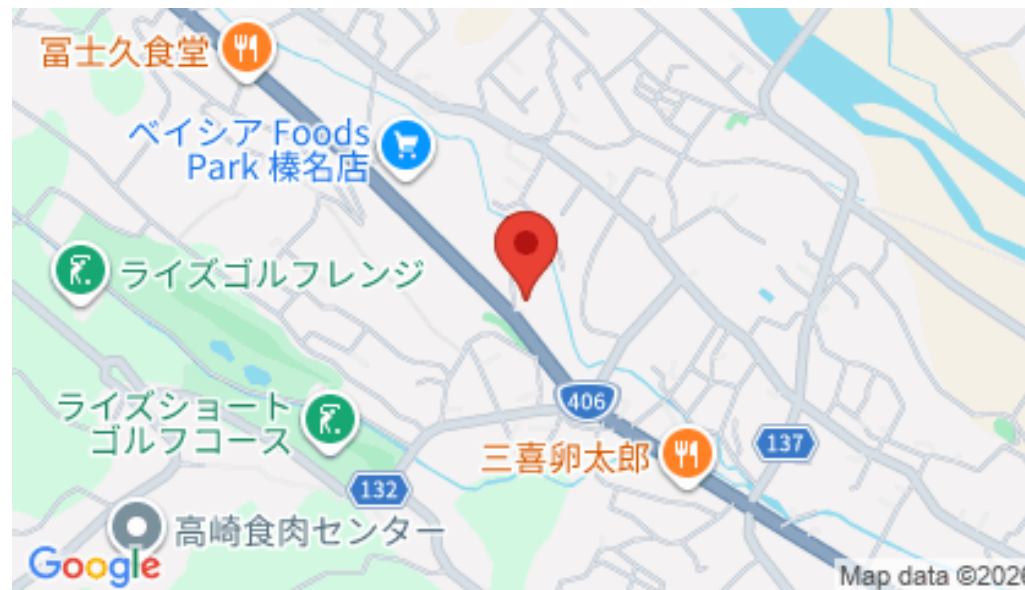 冨士久食堂
ベイシア Foods
Park 榛名店
ライズゴルフレンジ
ライズショート
ゴルフコース
406
三喜卵太郎
137
132
高崎食肉センター
Google
Map data ©2026